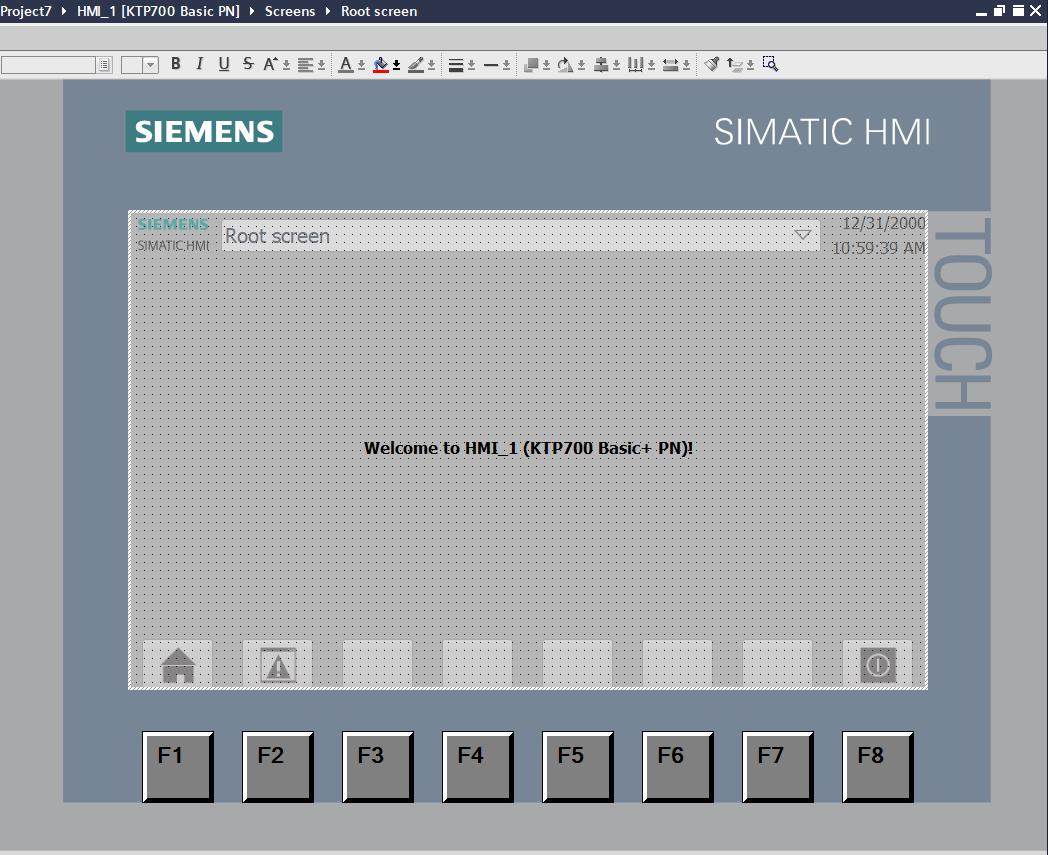 Project7 ▸ HMI_1 [KTP700 Basic PN] ▸ Screens ▸ Root screen
B I U S A A
SIEMENS
SIMATIC HMI
SIEMENS
SIMATIC HMI
Root screen
12/31/2000
10:59:39 AM
TOUCH
Welcome to HMI_1 (KTP700 Basic+ PN)!
F1 F2 F3 F4 F5 F6 F7 F8